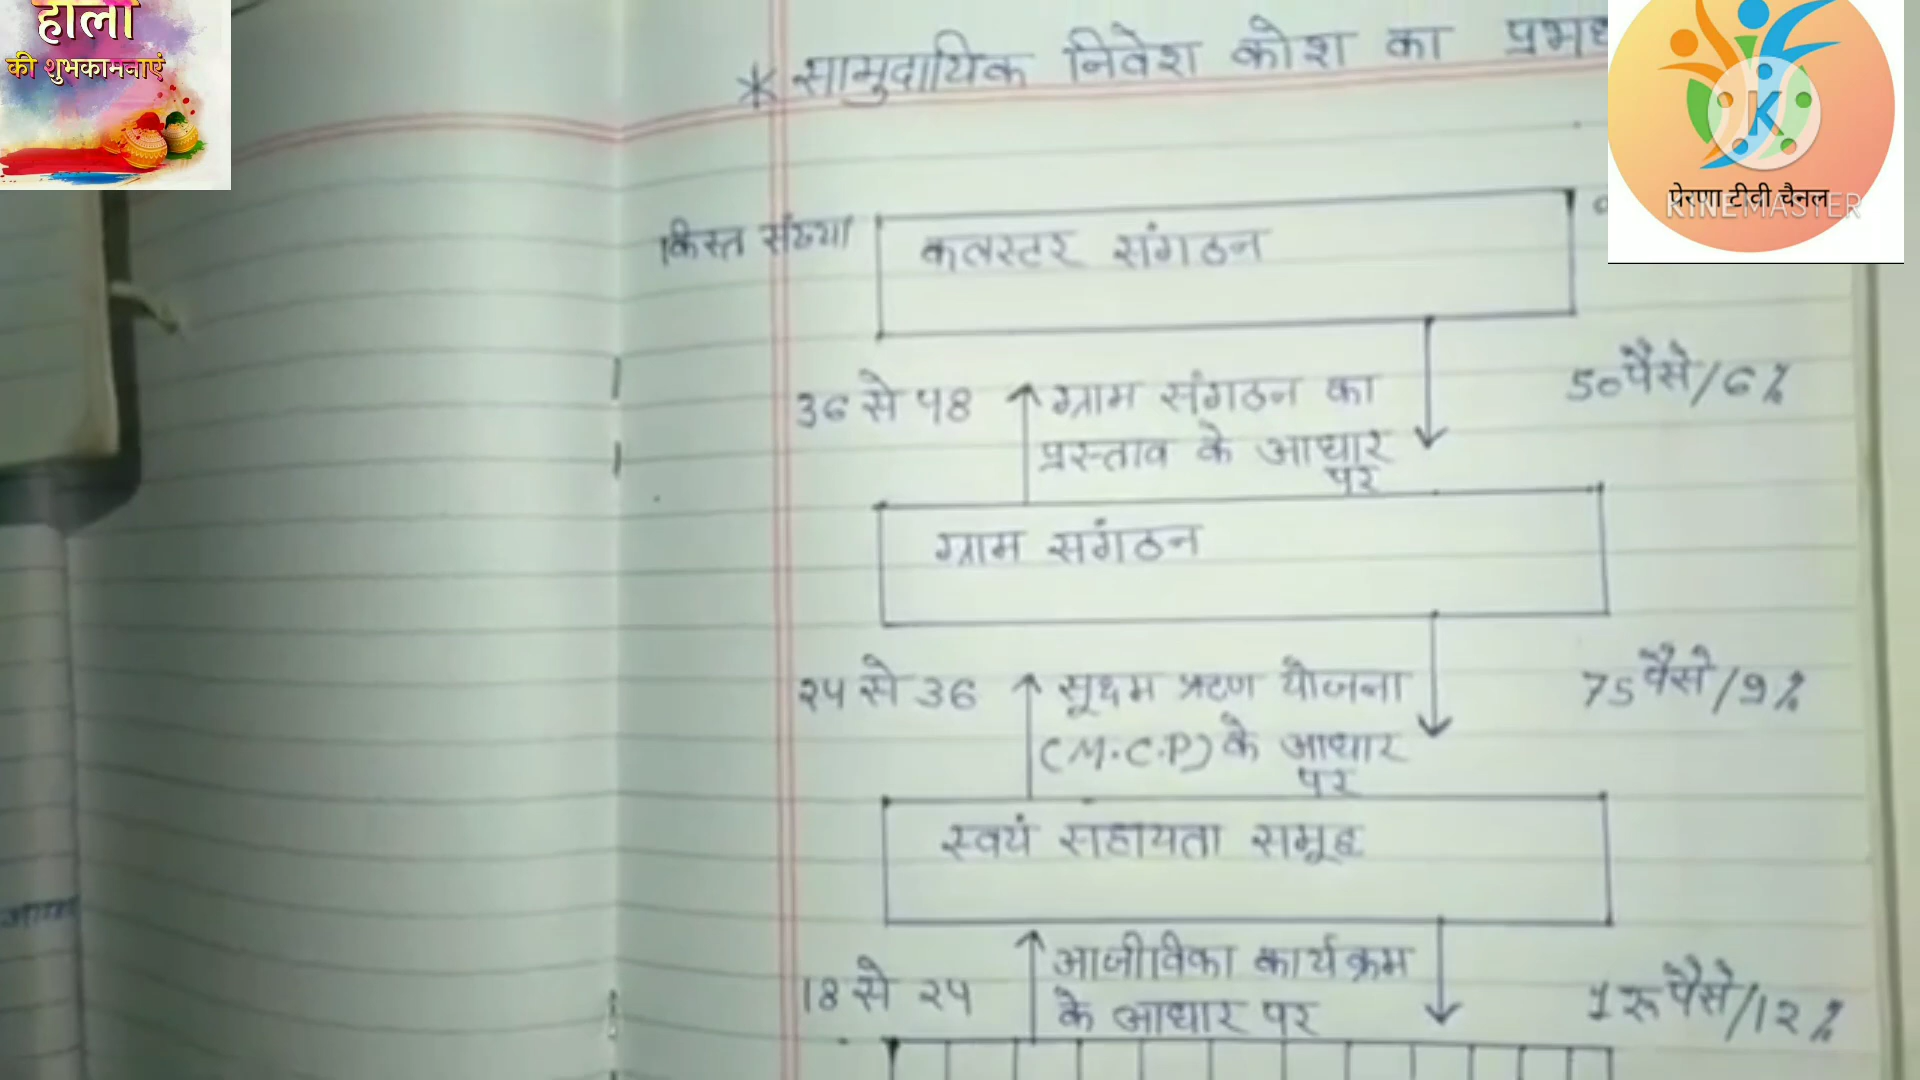 होली
की शुभकामनाएं
* सामुदायिक निवेश कोश का
K
प्रेरणा टीवी चैनल
KINEMASTER
किस्त संख्या
कलस्टर संगठन
36 से 48
ग्राम संगठन का
प्रस्ताव के आधार
पर
50 पैसे/6%
ग्राम संगठन
24 से 36
सूक्ष्म ऋण योजना
(M.C.P) के आधार
पर
75 पैसे/9%
स्वयं सहायता समूह
18 से 24
आजीविका कार्यक्रम
के आधार पर
1रू पैसे/12%